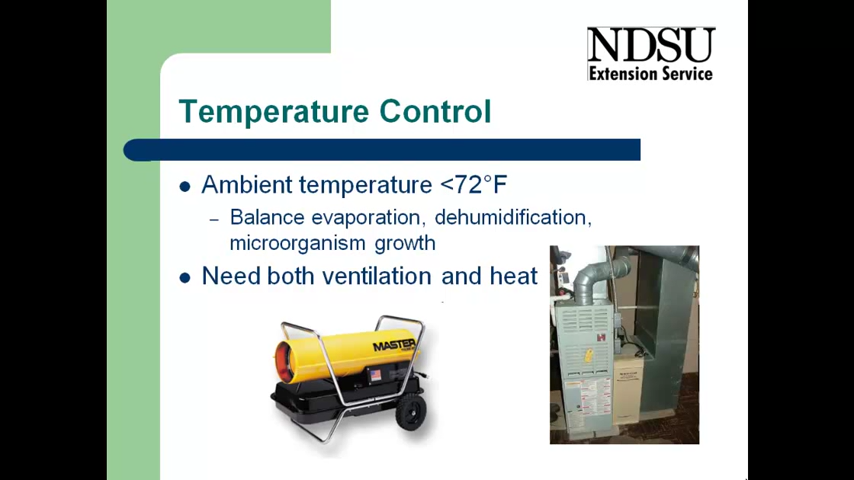 NDSU
Extension Service
Temperature Control
Ambient temperature <72°F
– Balance evaporation, dehumidification,
microorganism growth
Need both ventilation and heat
MASTER